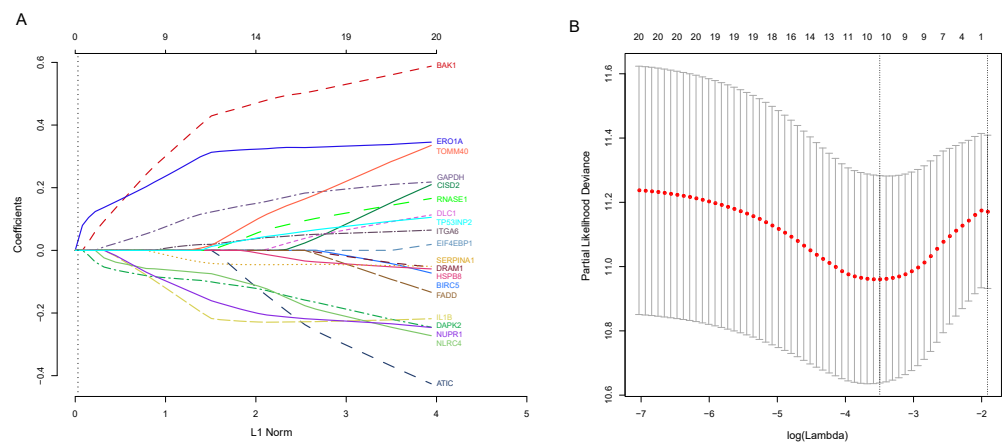 A
0 9 14 19 20
0.6
0.4
0.2
0.0
−0.2
−0.4
Coefficients
BAK1
ERO1A
TOMM40
GAPDH
CISD2
RNASE1
DLC1
TP53INP2
ITGA6
EIF4EBP1
SERPINA1
DRAM1
HSPB8
BIRC5
FADD
IL1B
DAPK2
NUPR1
NLRC4
ATIC
0 1 2 3 4 5
L1 Norm
B
20 20 20 20 19 19 19 18 16 14 13 11 10 10 9 9 7 4 1
11.6
11.4
11.2
11.0
10.8
10.6
Partial Likelihood Deviance
−7 −6 −5 −4 −3 −2
log(Lambda)